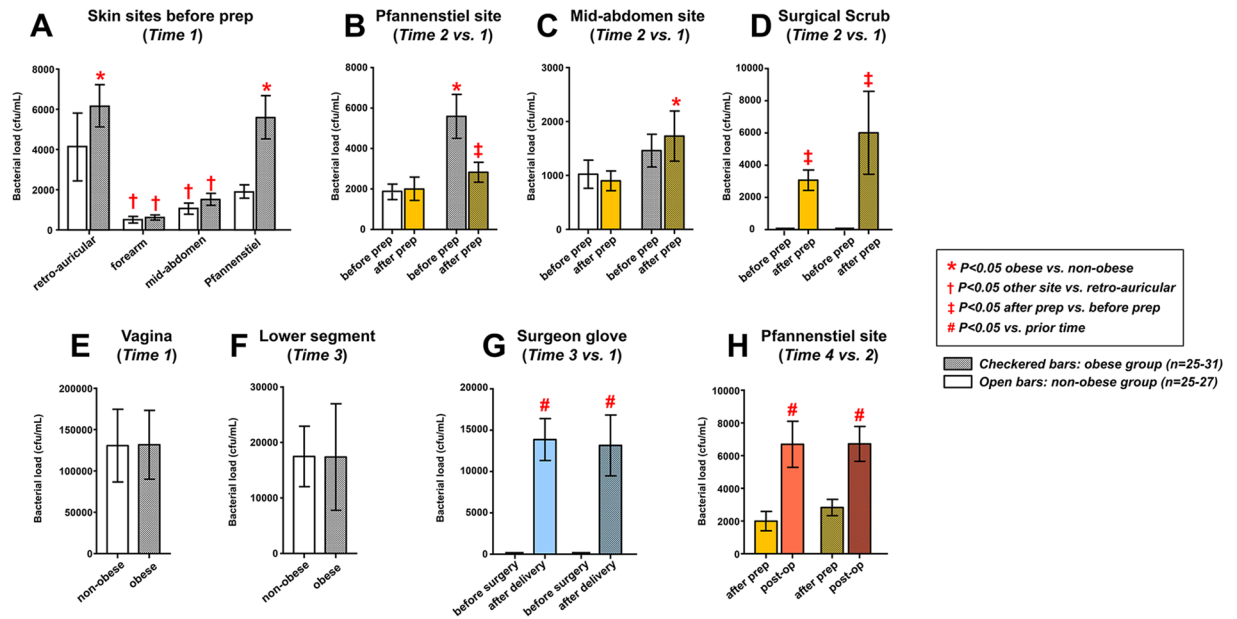 A
Skin sites before prep
(Time 1)
Bacterial load (cfu/mL)
8000
6000
4000
2000
0
*
†
†
†
†
*
retro-auricular
forearm
mid-abdomen
Pfannenstiel
B
Pfannenstiel site
(Time 2 vs. 1)
Bacterial load (cfu/mL)
8000
6000
4000
2000
0
*
‡
before prep
after prep
before prep
after prep
C
Mid-abdomen site
(Time 2 vs. 1)
Bacterial load (cfu/mL)
3000
2000
1000
0
*
before prep
after prep
before prep
after prep
D
Surgical Scrub
(Time 2 vs. 1)
Bacterial load (cfu/mL)
10000
8000
6000
4000
2000
0
‡
‡
before prep
after prep
before prep
after prep
* P<0.05 obese vs. non-obese
† P<0.05 other site vs. retro-auricular
‡ P<0.05 after prep vs. before prep
# P<0.05 vs. prior time
Checkered bars: obese group (n=25-31)
Open bars: non-obese group (n=25-27)
E
Vagina
(Time 1)
Bacterial load (cfu/mL)
200000
150000
100000
50000
0
non-obese
obese
F
Lower segment
(Time 3)
Bacterial load (cfu/mL)
30000
20000
10000
0
non-obese
obese
G
Surgeon glove
(Time 3 vs. 1)
Bacterial load (cfu/mL)
20000
15000
10000
5000
0
#
#
before surgery
after delivery
before surgery
after delivery
H
Pfannenstiel site
(Time 4 vs. 2)
Bacterial load (cfu/mL)
10000
8000
6000
4000
2000
0
#
#
after prep
post-op
after prep
post-op